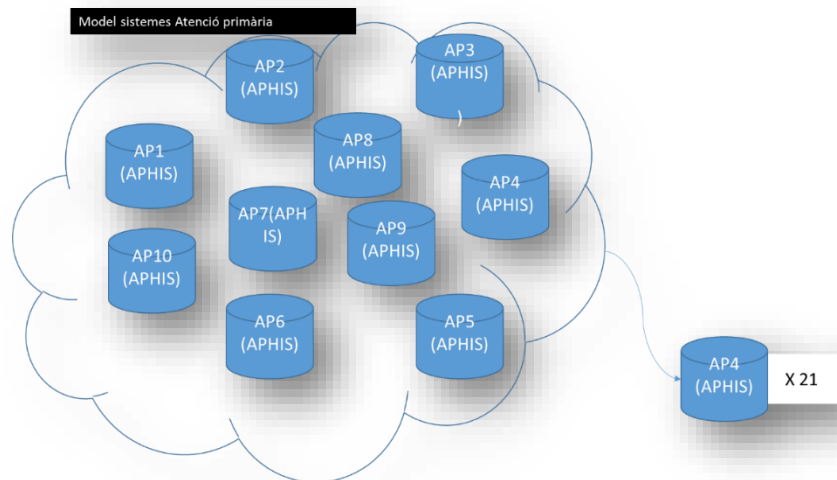 Model sistemes Atenció primària
AP2
(APHIS)
AP3
(APHIS)
)
AP1
(APHIS)
AP8
(APHIS)
AP4
(APHIS)
AP7(APH
IS)
AP9
(APHIS)
AP10
(APHIS)
AP6
(APHIS)
AP5
(APHIS)
AP4
(APHIS)
X 21